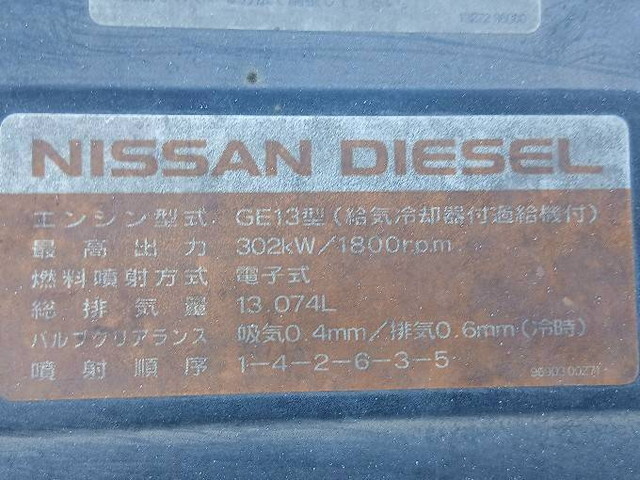 NISSAN DIESEL
エンジン型式 GE13型(給気冷却器付過給機付)
最高出力 302kW/1800rpm
燃料噴射方式 電子式
総排気量 13.074L
バルブクリアランス 吸気0.4mm/排気0.6mm(冷時)
噴射順序 1-4-2-6-3-5